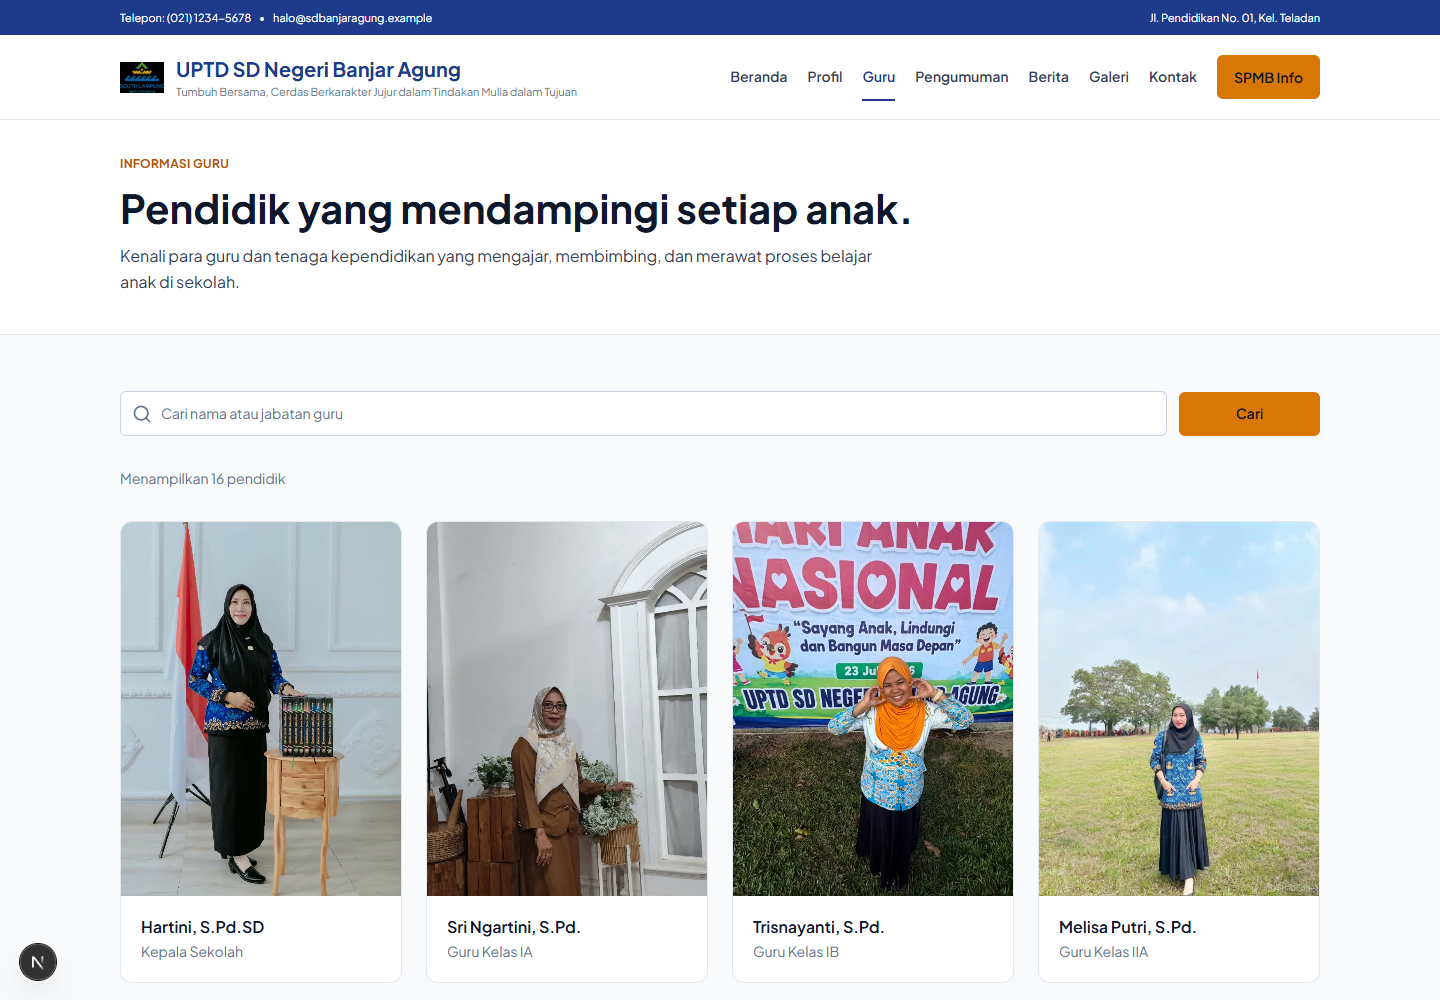 Telepon: (021) 1234-5678 • halo@sdbanjaragung.example
Jl. Pendidikan No. 01, Kel. Teladan
UPTD SD Negeri Banjar Agung
Tumbuh Bersama, Cerdas Berkarakter Jujur dalam Tindakan Mulia dalam Tujuan
Beranda Profil Guru Pengumuman Berita Galeri Kontak SPMB Info
INFORMASI GURU
Pendidik yang mendampingi setiap anak.
Kenali para guru dan tenaga kependidikan yang mengajar, membimbing, dan merawat proses belajar
anak di sekolah.
Cari nama atau jabatan guru
Cari
Menampilkan 16 pendidik
HARI ANAK
NASIONAL
"Sayang Anak, Lindungi
dan Bangun Masa Depan"
23
UPTD SD AGUNG
Hartini, S.Pd.SD
Kepala Sekolah
Sri Ngartini, S.Pd.
Guru Kelas IA
Trisnayanti, S.Pd.
Guru Kelas IB
Melisa Putri, S.Pd.
Guru Kelas IIA
N